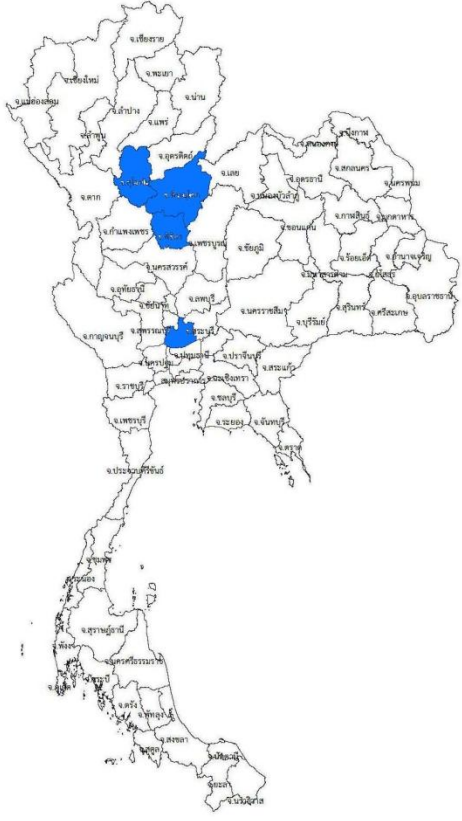 จ.เชียงราย
จ.เชียงใหม่
จ.พะเยา
จ.น่าน
จ.ลำปาง
จ.แพร่
จ.ลำพูน
จ.อุตรดิตถ์
จ.เลย
จ.อุดรธานี
จ.สกลนคร
จ.นครพนม
จ.หนองบัวลำภู
จ.ตาก
จ.กำแพงเพชร
จ.เพชรบูรณ์
จ.ขอนแก่น
จ.กาฬสินธุ์
จ.มุกดาหาร
จ.ชัยภูมิ
จ.ร้อยเอ็ด
จ.อำนาจเจริญ
จ.มหาสารคาม
จ.ยโสธร
จ.นครสวรรค์
จ.อุทัยธานี
จ.ลพบุรี
จ.ชัยนาท
จ.นครราชสีมา
จ.บุรีรัมย์
จ.สุรินทร์
จ.ศรีสะเกษ
จ.อุบลราชธานี
จ.กาญจนบุรี
จ.สระบุรี
จ.นครปฐม
จ.ปทุมธานี
จ.ปราจีนบุรี
จ.สระแก้ว
จ.ฉะเชิงเทรา
จ.ราชบุรี
จ.ชลบุรี
จ.เพชรบุรี
จ.ระยอง
จ.จันทบุรี
จ.ตราด
จ.ประจวบคีรีขันธ์
จ.ชุมพร
จ.ระนอง
จ.สุราษฎ์ธานี
จ.พังงา
จ.นครศรีธรรมราช
จ.กระบี่
จ.ภูเก็ต
จ.ตรัง
จ.พัทลุง
จ.สงขลา
จ.สตูล
จ.ปัตตานี
จ.ยะลา
จ.นราธิวาส